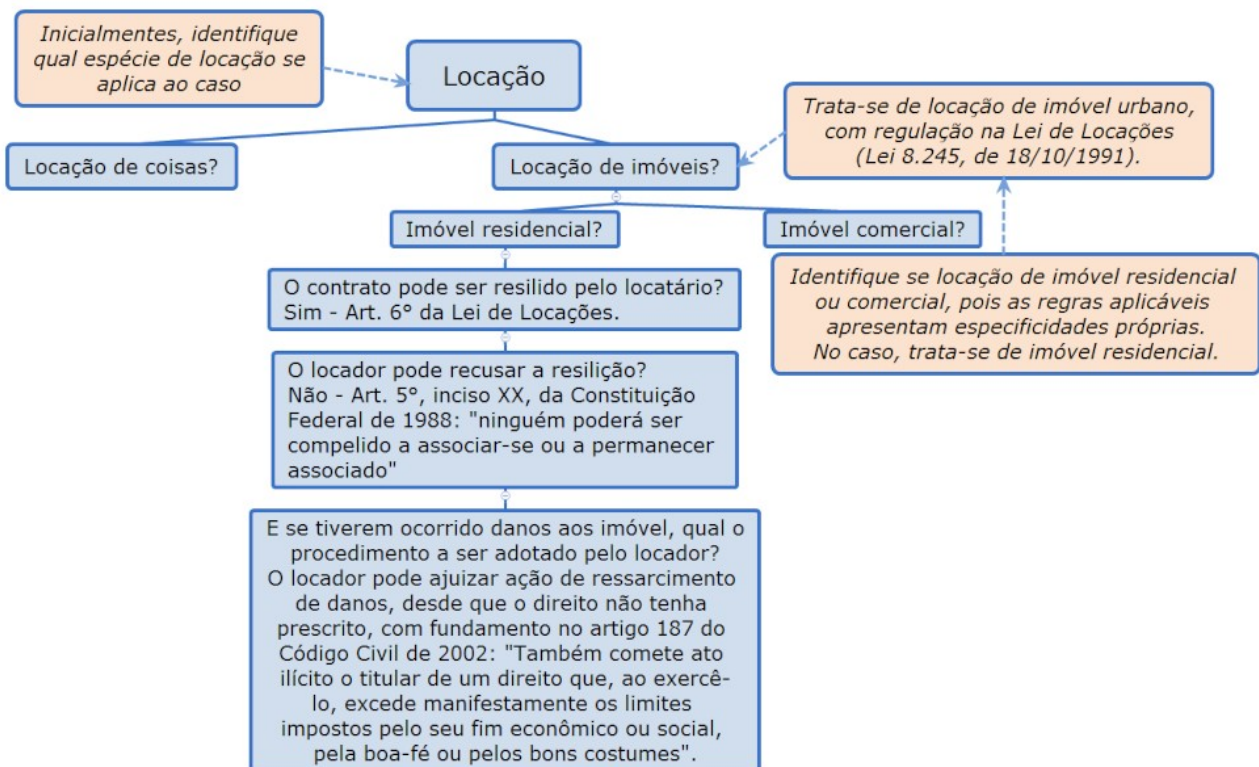 Inicialmentes, identifique
qual espécie de locação se
aplica ao caso
Locação
Trata-se de locação de imóvel urbano,
com regulação na Lei de Locações
(Lei 8.245, de 18/10/1991).
Locação de coisas?
Locação de imóveis?
Imóvel residencial?
Imóvel comercial?
Identifique se locação de imóvel residencial
ou comercial, pois as regras aplicáveis
apresentam especificidades próprias.
No caso, trata-se de imóvel residencial.
O contrato pode ser resilido pelo locatário?
Sim - Art. 6° da Lei de Locações.
O locador pode recusar a resilição?
Não - Art. 5°, inciso XX, da Constituição
Federal de 1988: "ninguém poderá ser
compelido a associar-se ou a permanecer
associado"
E se tiverem ocorrido danos aos imóvel, qual o
procedimento a ser adotado pelo locador?
O locador pode ajuizar ação de ressarcimento
de danos, desde que o direito não tenha
prescrito, com fundamento no artigo 187 do
Código Civil de 2002: "Também comete ato
ilícito o titular de um direito que, ao exercê-
lo, excede manifestamente os limites
impostos pelo seu fim econômico ou social,
pela boa-fé ou pelos bons costumes".